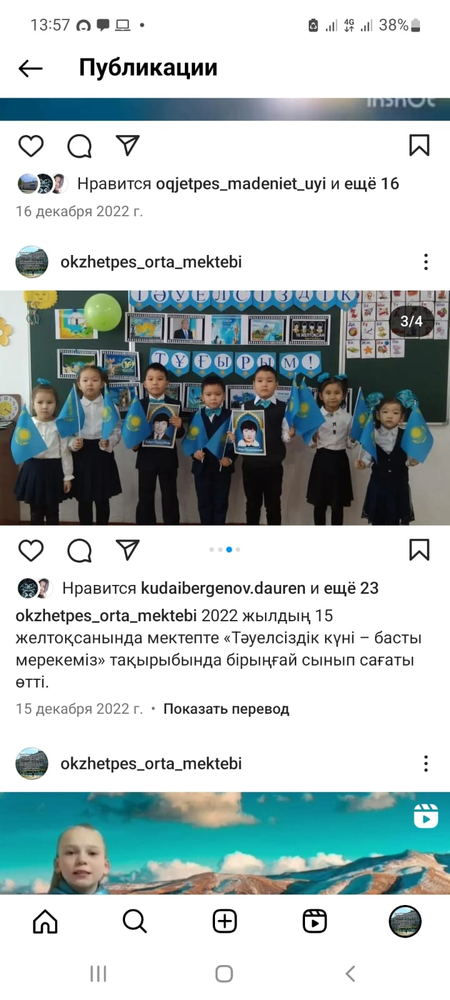 13:57
4G
38%
Публикации
InShOt
Нравится oqjetpes_madeniet_uyi и ещё 16
16 декабря 2022 г.
okzhetpes_orta_mektebi
ТӘУЕЛСІЗДІК
3/4
16 ЖЕЛТОҚСАН
ТҰҒЫРЫМ!
Нравится kudaibergenov.dauren и ещё 23
okzhetpes_orta_mektebi 2022 жылдың 15
желтоқсанында мектепте «Тәуелсіздік күні – басты
мерекеміз» тақырыбында бірыңғай сынып сағаты
өтті.
15 декабря 2022 г. • Показать перевод
okzhetpes_orta_mektebi